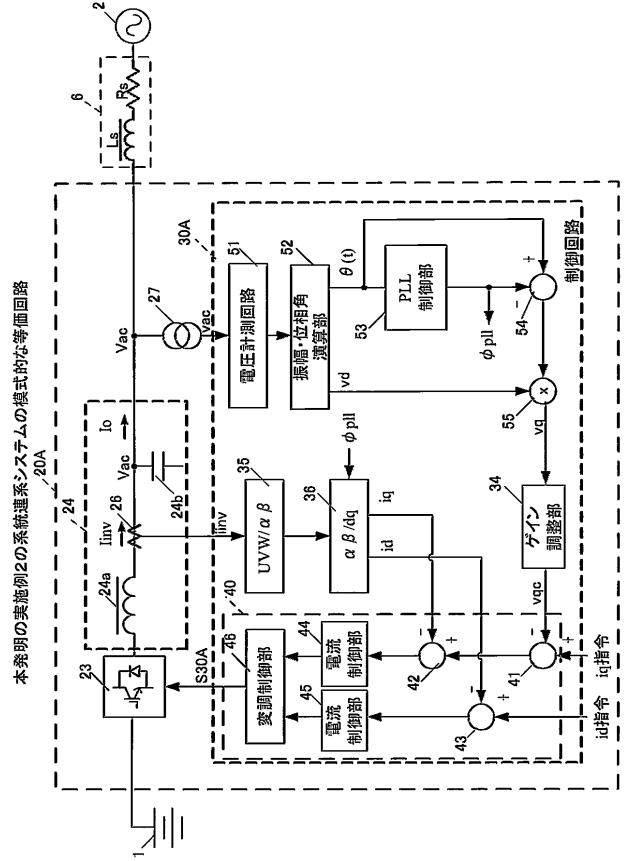 本発明の実施例2の系統連系システムの模式的な等価回路
20A
24
24a
26
Iinv
Vac
24b
Io
Vac
6
Ls
Rs
2
23
1
27
vac
S30A
iinv
30A
51
電圧計測回路
52
振幅・位相角
演算部
θ(t)
vd
53
PLL
制御部
φpll
+
-
54
制御回路
×
55
vq
35
UVW/αβ
36
αβ/dq
φpll
iq
id
34
ゲイン
調整部
vqc
40
46
変調制御部
44
電流
制御部
45
電流
制御部
-
+
42
-
+
41
-
+
43
iq指令
id指令